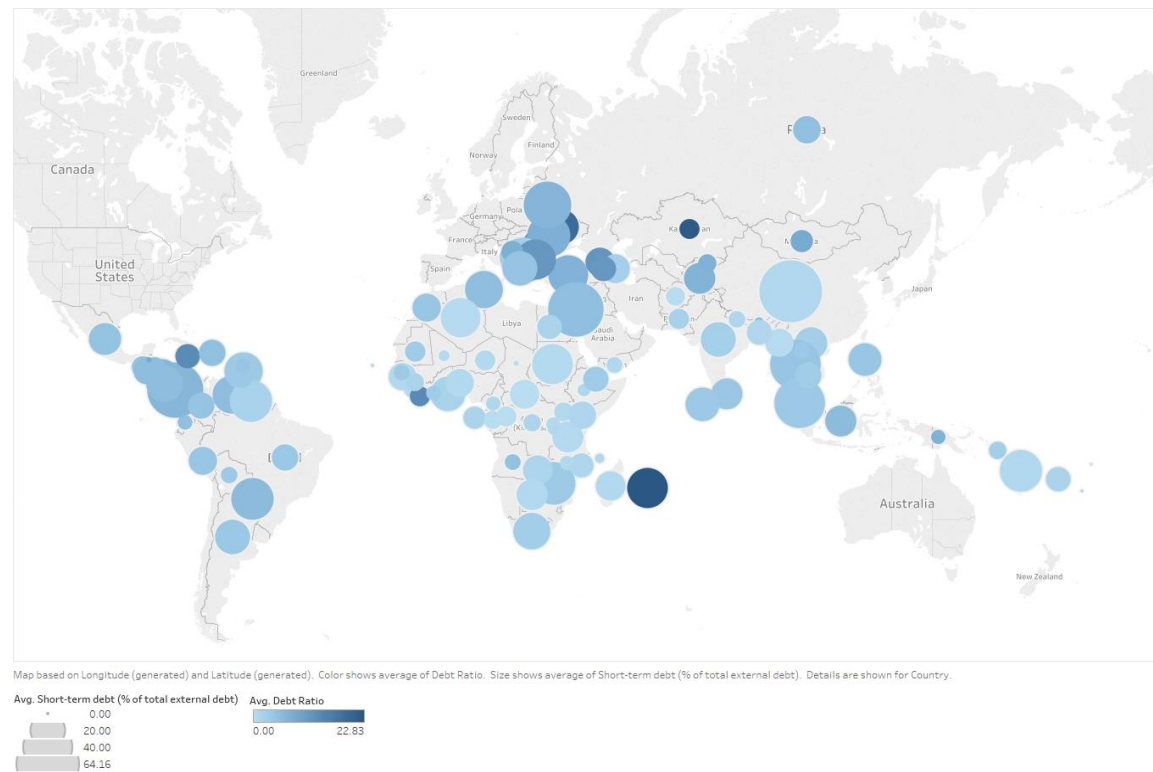 Greenland
Sweden
Finland
Norway
Canada
Pola
Germany
France
Italy
Spain
United
States
Iran
Japan
Libya
Saudi
Arabia
Australia
New Zealand
Map based on Longitude (generated) and Latitude (generated).  Color shows average of Debt Ratio.  Size shows average of Short-term debt (% of total external debt).  Details are shown for Country.
Avg. Short-term debt (% of total external debt)
0.00
20.00
40.00
64.16
Avg. Debt Ratio
0.00 22.83